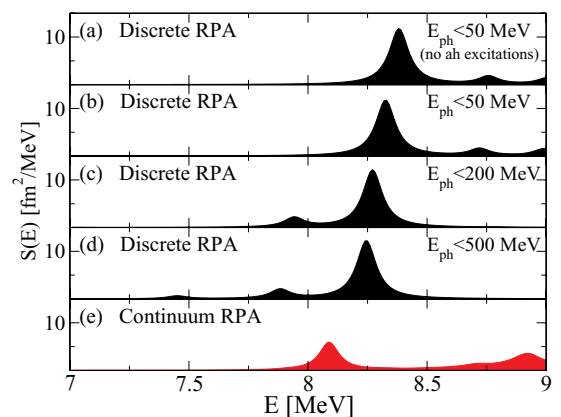 (a) Discrete RPA E_ph<50 MeV
(no ah excitations)
10
(b) Discrete RPA E_ph<50 MeV
10
(c) Discrete RPA E_ph<200 MeV
10
(d) Discrete RPA E_ph<500 MeV
10
(e) Continuum RPA
10
S(E) [fm²/MeV]
7 7.5 8 8.5 9
E [MeV]